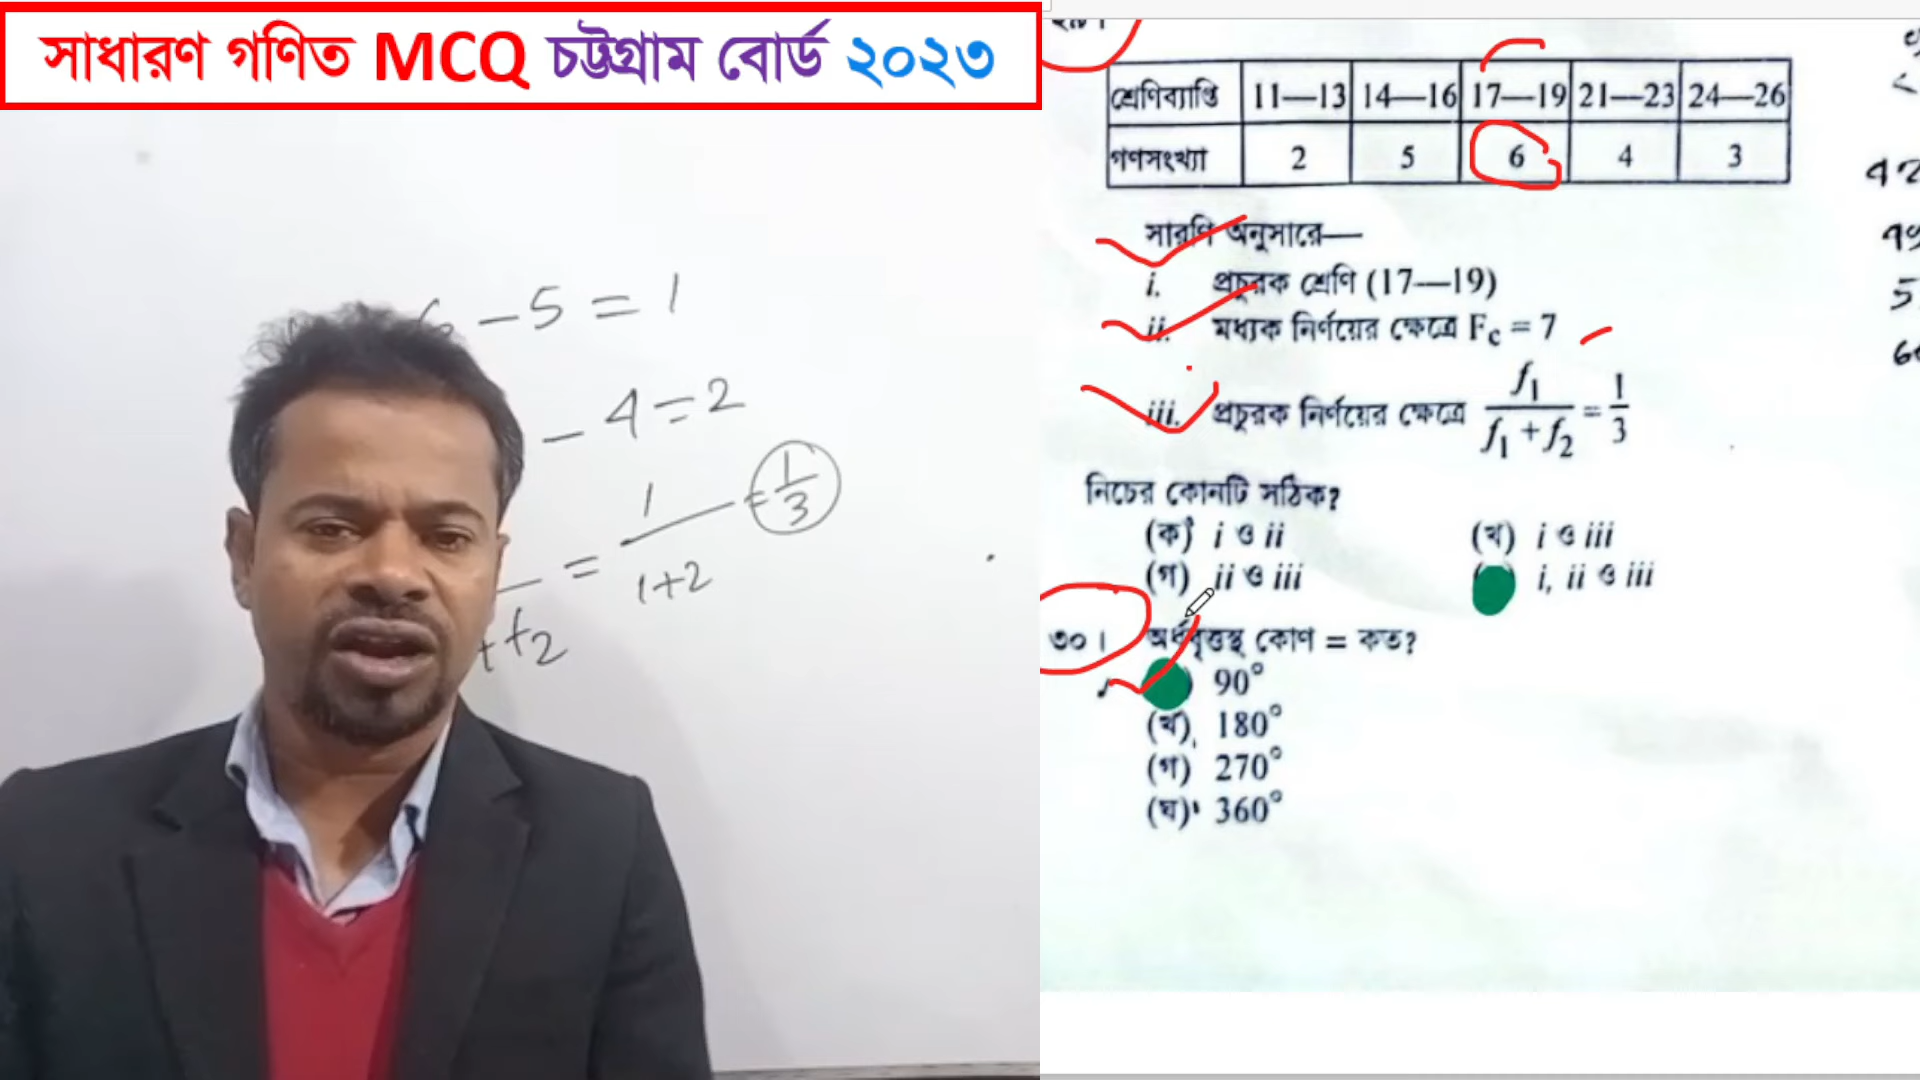 সাধারণ গণিত MCQ চট্টগ্রাম বোর্ড ২০২৩
6 – 5 = 1
– 4 = 2
= 1/1+2 = 1/3
+ f2
শ্রেণিব্যাপ্তি 11—13 14—16 17—19 21—23 24—26
গণসংখ্যা 2 5 6 4 3
সারণি অনুসারে—
i. প্রচুরক শ্রেণি (17—19)
ii. মধ্যক নির্ণয়ের ক্ষেত্রে Fc = 7
iii. প্রচুরক নির্ণয়ের ক্ষেত্রে f1/f1 + f2 = 1/3
নিচের কোনটি সঠিক?
(ক) i ও ii (খ) i ও iii
(গ) ii ও iii i, ii ও iii
৩০। অর্ধবৃত্তস্থ কোণ = কত?
90°
(খ) 180°
(গ) 270°
(ঘ) 360°